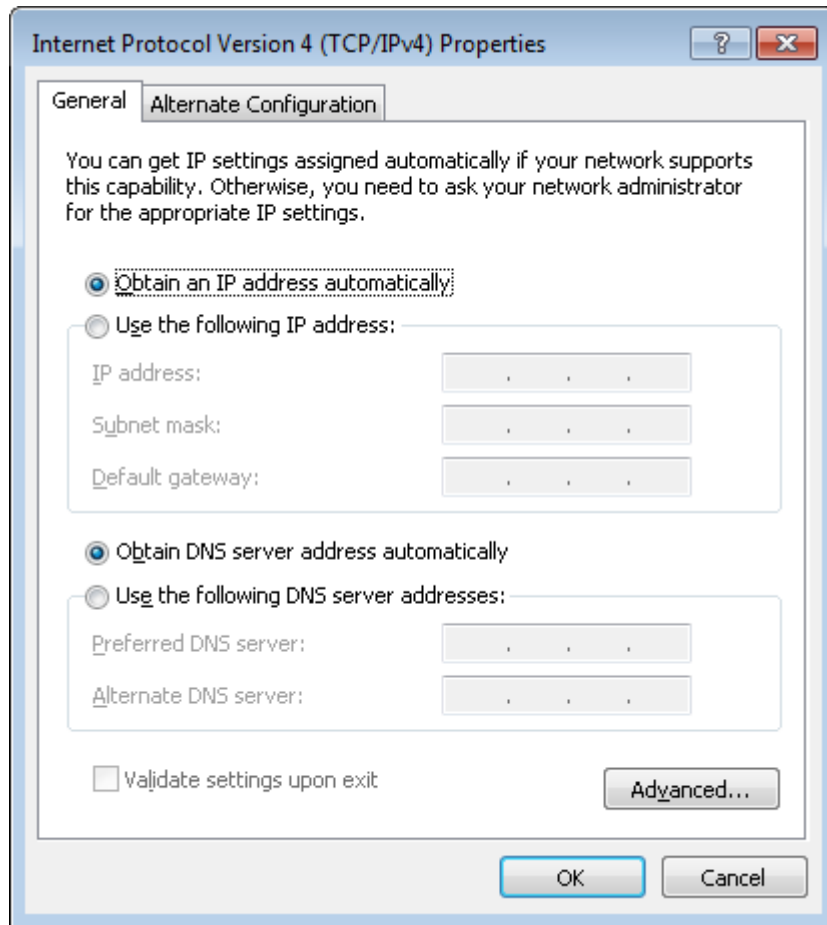 Internet Protocol Version 4 (TCP/IPv4) Properties
?
General
Alternate Configuration
You can get IP settings assigned automatically if your network supports
this capability. Otherwise, you need to ask your network administrator
for the appropriate IP settings.
Obtain an IP address automatically
Use the following IP address:
IP address:
. . .
Subnet mask:
. . .
Default gateway:
. . .
Obtain DNS server address automatically
Use the following DNS server addresses:
Preferred DNS server:
. . .
Alternate DNS server:
. . .
Validate settings upon exit
Advanced...
OK
Cancel